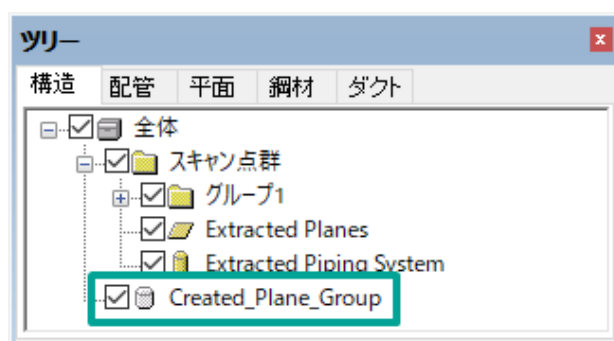 ツリー
構造 配管 平面 鋼材 ダクト
全体
スキャン点群
グループ1
Extracted Planes
Extracted Piping System
Created_Plane_Group